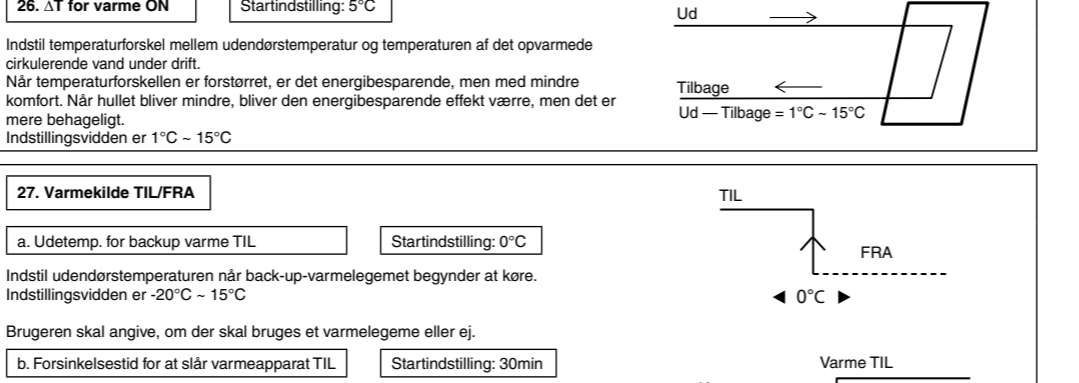 26. ΔT for varme ON
Startindstilling: 5°C
Indstil temperaturforskel mellem udendørstemperatur og temperaturen af det opvarmede
cirkulerende vand under drift.
Når temperaturforskellen er forstørret, er det energibesparende, men med mindre
komfort. Når hullet bliver mindre, bliver den energibesparende effekt værre, men det er
mere behageligt.
Indstillingsvidden er 1°C ~ 15°C
Ud
Tilbage
Ud — Tilbage = 1°C ~ 15°C
27. Varmekilde TIL/FRA
a. Udetemp. for backup varme TIL
Startindstilling: 0°C
Indstil udendørstemperaturen når back-up-varmelegemet begynder at køre.
Indstillingsvidden er -20°C ~ 15°C
Brugeren skal angive, om der skal bruges et varmelegeme eller ej.
TIL
FRA
◄ 0°C ►
b. Forsinkelsestid for at slår varmeapparat TIL
Startindstilling: 30min
Varme TIL